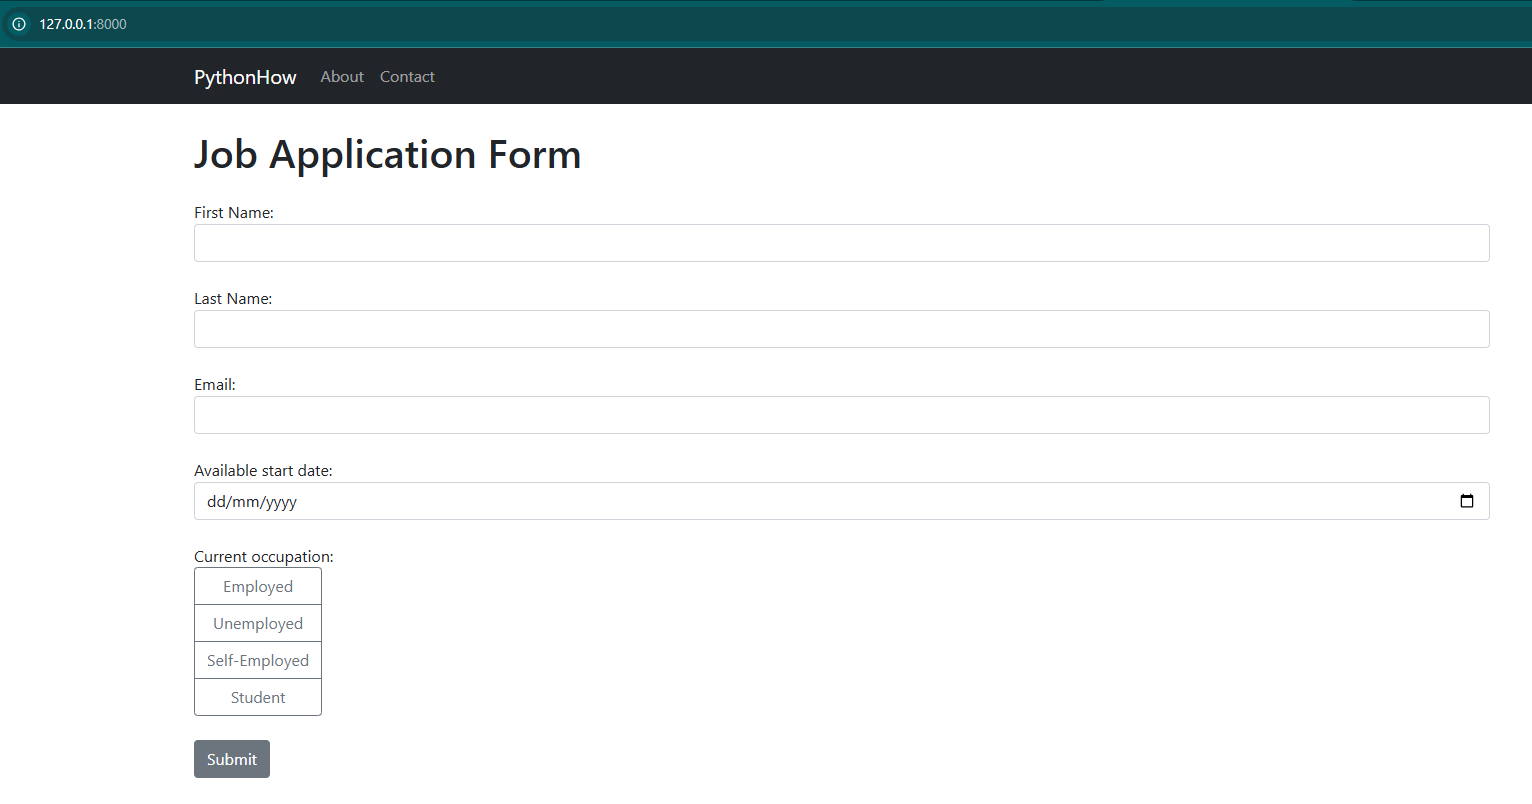 127.0.0.1:8000
PythonHow About Contact
Job Application Form
First Name:
Last Name:
Email:
Available start date:
dd/mm/yyyy
Current occupation:
Employed
Unemployed
Self-Employed
Student
Submit